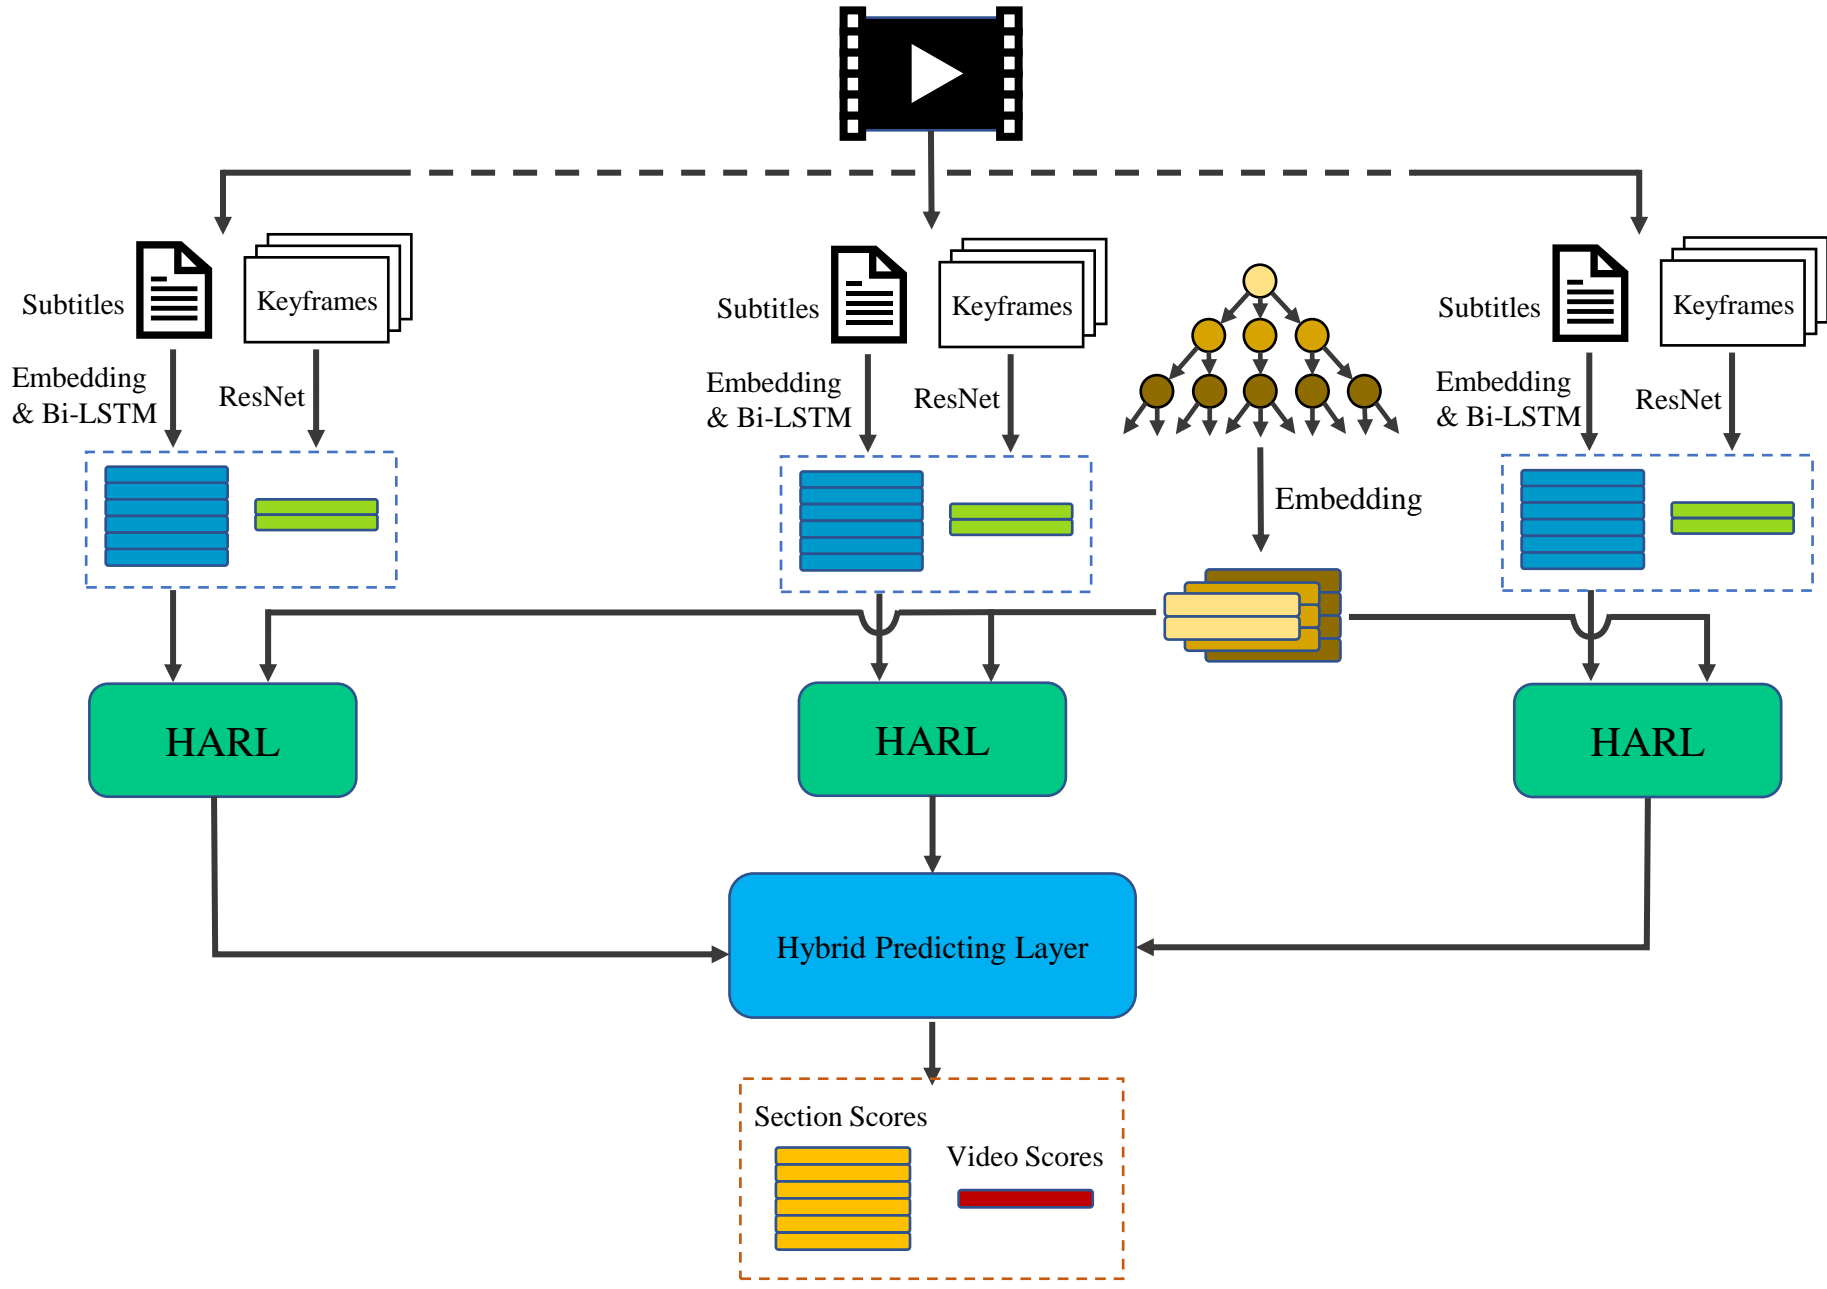 Subtitles
Keyframes
Subtitles
Keyframes
Subtitles
Keyframes
Embedding
& Bi-LSTM
ResNet
Embedding
& Bi-LSTM
ResNet
Embedding
& Bi-LSTM
ResNet
Embedding
HARL
HARL
HARL
Hybrid Predicting Layer
Section Scores
Video Scores